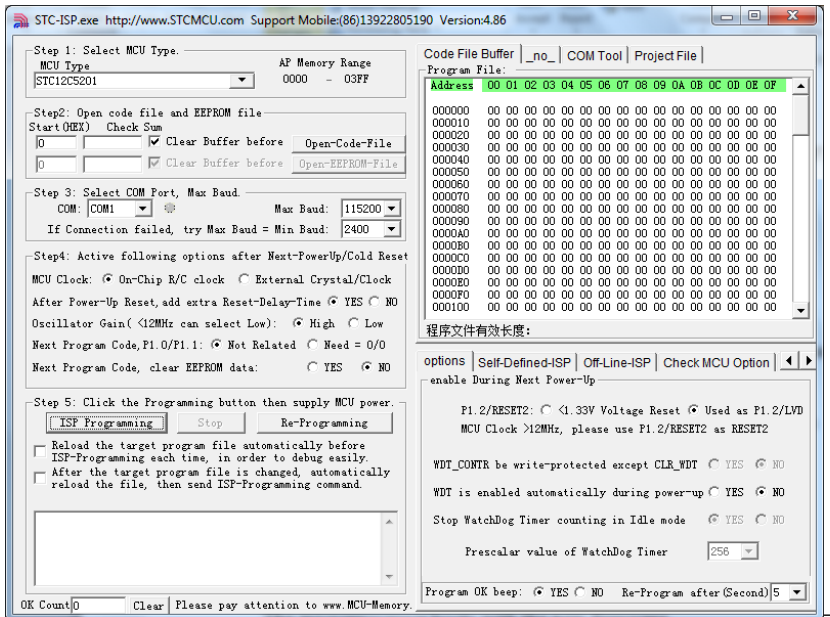 STC-ISP.exe http://www.STCMCU.com Support Mobile:(86)13922805190 Version:4.86
Step 1: Select MCU Type.
MCU Type AP Memory Range
STC12C5201 0000 - 03FF
Step2: Open code file and EEPROM file
Start(HEX) Check Sum
0 Clear Buffer before Open-Code-File
0 Clear Buffer before Open-EEPROM-File
Step 3: Select COM Port, Max Baud.
COM: COM1 Max Baud: 115200
If Connection failed, try Max Baud = Min Baud: 2400
Step4: Active following options after Next-PowerUp/Cold Reset
MCU Clock: On-Chip R/C clock External Crystal/Clock
After Power-Up Reset,add extra Reset-Delay-Time YES NO
Oscillator Gain( <12MHz can select Low): High Low
Next Program Code,P1.0/P1.1: Not Related Need = 0/0
Next Program Code, clear EEPROM data: YES NO
Step 5: Click the Programming button then supply MCU power.
ISP Programming Stop Re-Programming
Reload the target program file automatically before
ISP-Programming each time, in order to debug easily.
After the target program file is changed, automatically
reload the file, then send ISP-Programming command.
OK Count 0 Clear Please pay attention to www.MCU-Memory.
Code File Buffer _no_ COM Tool Project File
Program File:
Address 00 01 02 03 04 05 06 07 08 09 0A 0B 0C 0D 0E 0F
000000 00 00 00 00 00 00 00 00 00 00 00 00 00 00 00 00
000010 00 00 00 00 00 00 00 00 00 00 00 00 00 00 00 00
000020 00 00 00 00 00 00 00 00 00 00 00 00 00 00 00 00
000030 00 00 00 00 00 00 00 00 00 00 00 00 00 00 00 00
000040 00 00 00 00 00 00 00 00 00 00 00 00 00 00 00 00
000050 00 00 00 00 00 00 00 00 00 00 00 00 00 00 00 00
000060 00 00 00 00 00 00 00 00 00 00 00 00 00 00 00 00
000070 00 00 00 00 00 00 00 00 00 00 00 00 00 00 00 00
000080 00 00 00 00 00 00 00 00 00 00 00 00 00 00 00 00
000090 00 00 00 00 00 00 00 00 00 00 00 00 00 00 00 00
0000A0 00 00 00 00 00 00 00 00 00 00 00 00 00 00 00 00
0000B0 00 00 00 00 00 00 00 00 00 00 00 00 00 00 00 00
0000C0 00 00 00 00 00 00 00 00 00 00 00 00 00 00 00 00
0000D0 00 00 00 00 00 00 00 00 00 00 00 00 00 00 00 00
0000E0 00 00 00 00 00 00 00 00 00 00 00 00 00 00 00 00
0000F0 00 00 00 00 00 00 00 00 00 00 00 00 00 00 00 00
000100 00 00 00 00 00 00 00 00 00 00 00 00 00 00 00 00
程序文件有效长度:
options Self-Defined-ISP Off-Line-ISP Check MCU Option
enable During Next Power-Up
P1.2/RESET2: <1.33V Voltage Reset Used as P1.2/LVD
MCU Clock >12MHz, please use P1.2/RESET2 as RESET2
WDT_CONTR be write-protected except CLR_WDT YES NO
WDT is enabled automatically during power-up YES NO
Stop WatchDog Timer counting in Idle mode YES NO
Prescalar value of WatchDog Timer 256
Program OK beep: YES NO Re-Program after(Second) 5